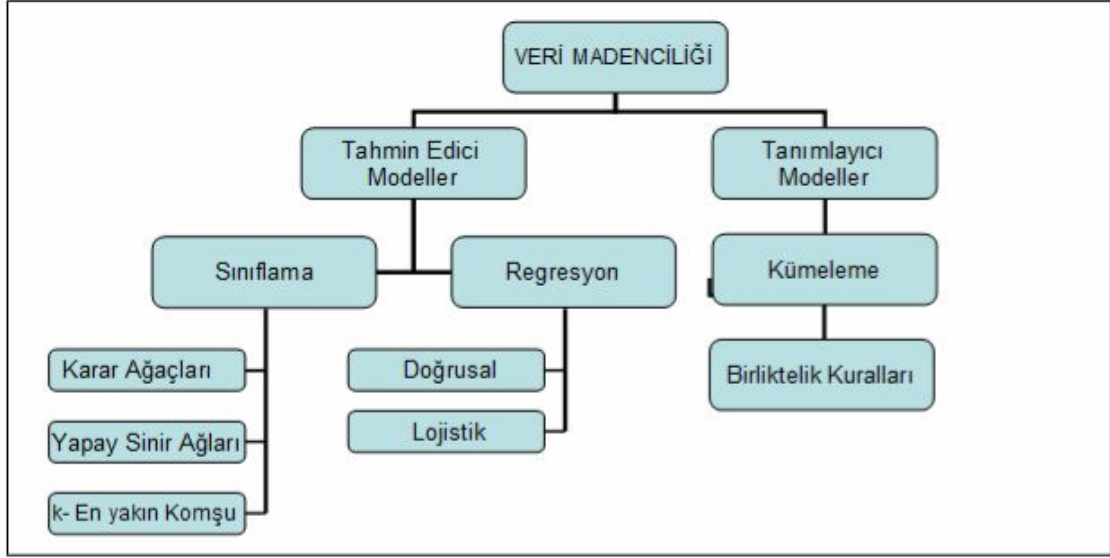 VERİ MADENCİLİĞİ
Tahmin Edici
Modeller
Tanımlayıcı
Modeller
Sınıflama
Regresyon
Kümeleme
Karar Ağaçları
Doğrusal
Birliktelik Kuralları
Lojistik
Yapay Sinir Ağları
k- En yakın Komşu